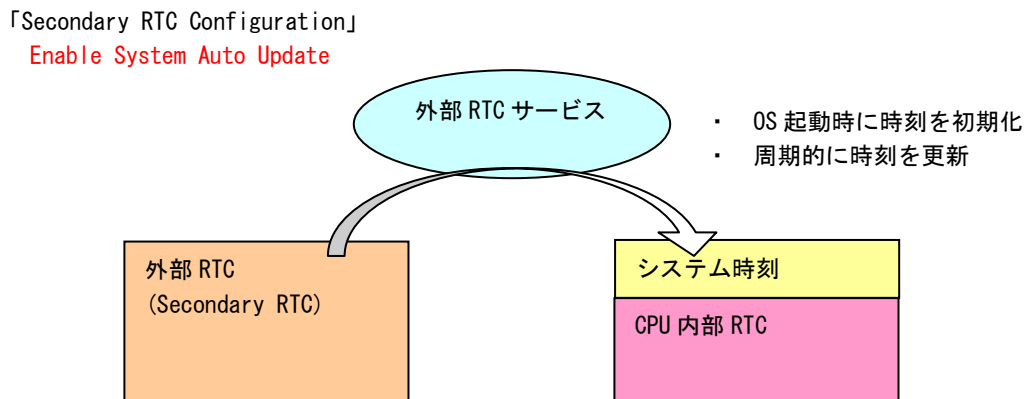 「Secondary RTC Configuration」
Enable System Auto Update
外部 RTC サービス
・ OS 起動時に時刻を初期化
・ 周期的に時刻を更新
外部 RTC
(Secondary RTC)
システム時刻
CPU 内部 RTC